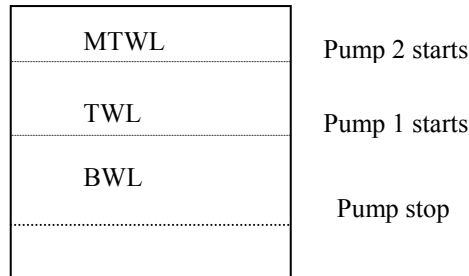 MTWL
Pump 2 starts
TWL
Pump 1 starts
BWL
Pump stop